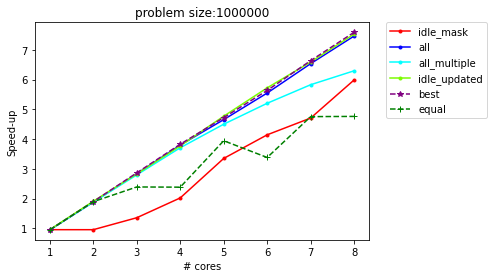 problem size:1000000
idle_mask
all
all_multiple
idle_updated
best
equal
Speed-up
7
6
5
4
3
2
1
1 2 3 4 5 6 7 8
# cores